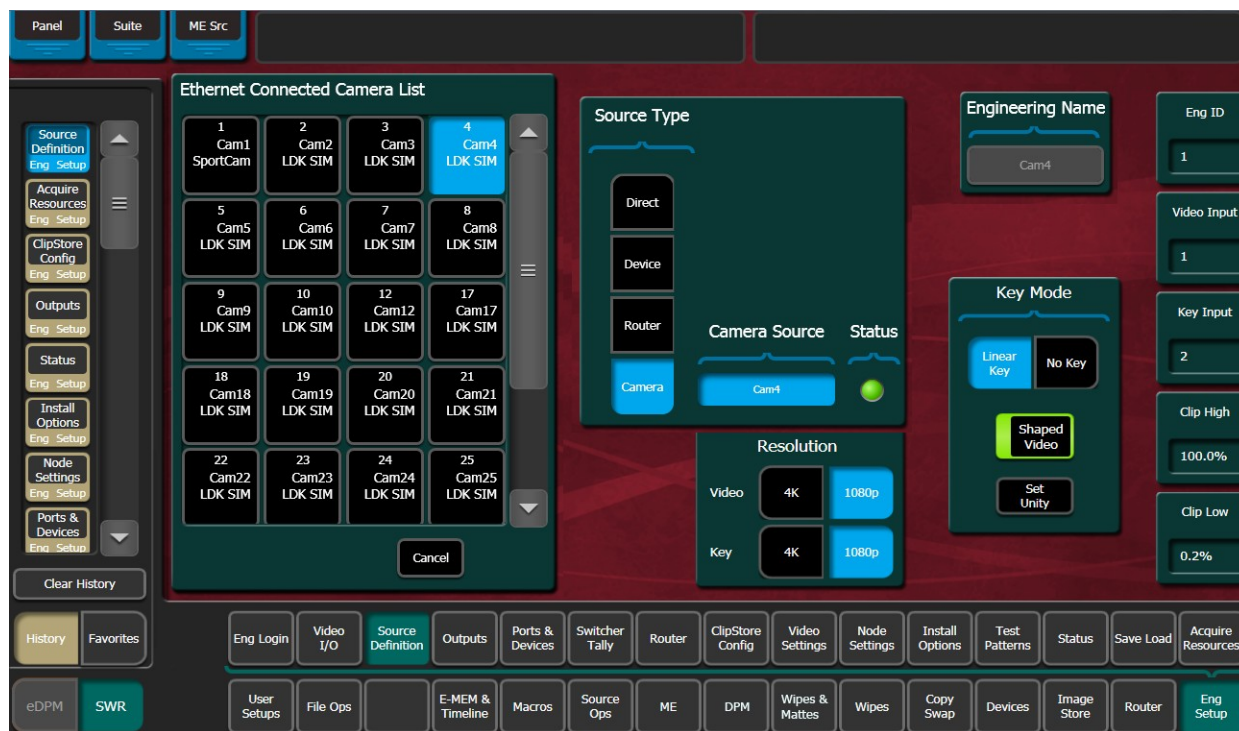 Panel
Suite
ME Src
Source
Definition
Eng Setup
Acquire
Resources
Eng Setup
ClipStore
Config
Eng Setup
Outputs
Eng Setup
Status
Eng Setup
Install
Options
Eng Setup
Node
Settings
Eng Setup
Ports &
Devices
Eng Setup
Clear History
History
Favorites
eDPM
SWR
Ethernet Connected Camera List
1
Cam1
SportCam
2
Cam2
LDK SIM
3
Cam3
LDK SIM
4
Cam4
LDK SIM
5
Cam5
LDK SIM
6
Cam6
LDK SIM
7
Cam7
LDK SIM
8
Cam8
LDK SIM
9
Cam9
LDK SIM
10
Cam10
LDK SIM
12
Cam12
LDK SIM
17
Cam17
LDK SIM
18
Cam18
LDK SIM
19
Cam19
LDK SIM
20
Cam20
LDK SIM
21
Cam21
LDK SIM
22
Cam22
LDK SIM
23
Cam23
LDK SIM
24
Cam24
LDK SIM
25
Cam25
LDK SIM
Cancel
Source Type
Direct
Device
Router
Camera
Camera Source
Cam4
Status
Resolution
Video
4K
1080p
Key
4K
1080p
Engineering Name
Cam4
Key Mode
Linear
Key
No Key
Shaped
Video
Set
Unity
Eng ID
1
Video Input
1
Key Input
2
Clip High
100.0%
Clip Low
0.2%
Eng Login
Video
I/O
Source
Definition
Outputs
Ports &
Devices
Switcher
Tally
Router
ClipStore
Config
Video
Settings
Node
Settings
Install
Options
Test
Patterns
Status
Save Load
Acquire
Resources
User
Setups
File Ops
E-MEM &
Timeline
Macros
Source
Ops
ME
DPM
Wipes &
Mattes
Wipes
Copy
Swap
Devices
Image
Store
Router
Eng
Setup